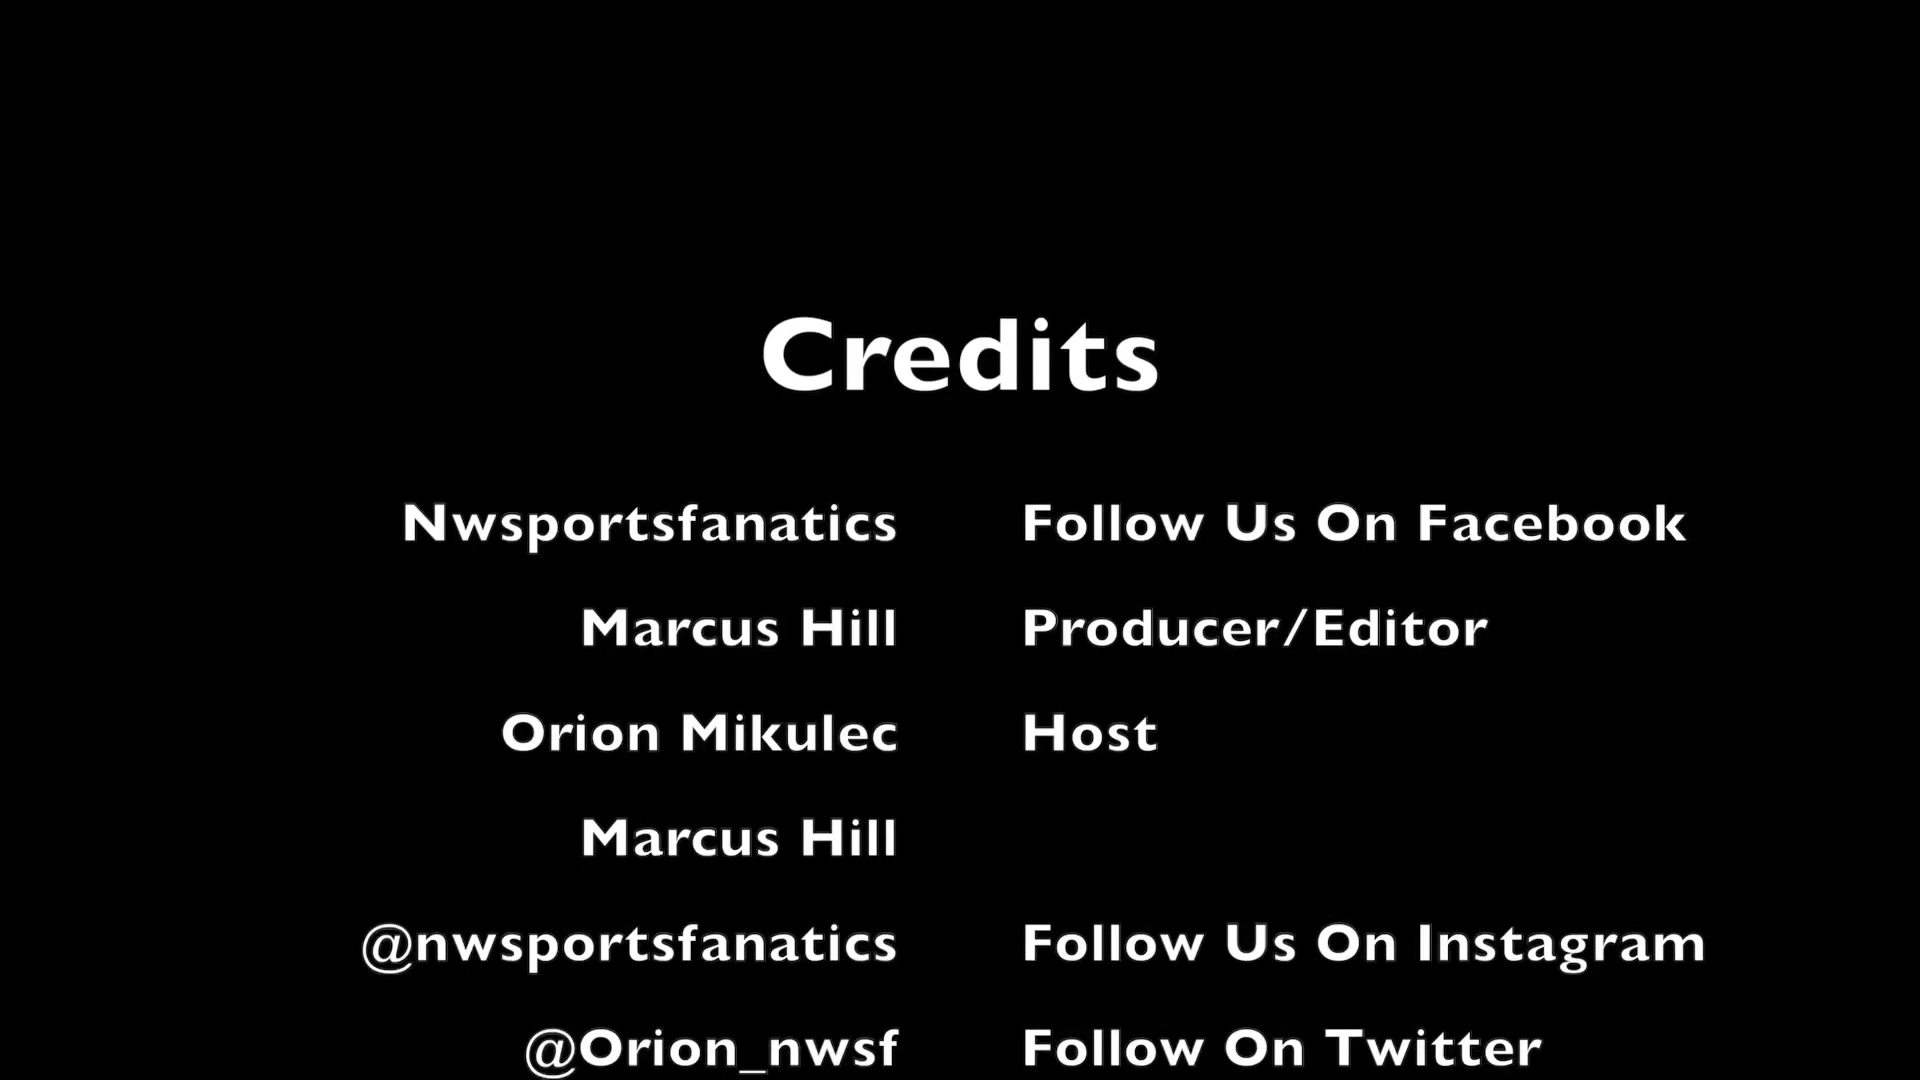 Credits
Nwsportsfanatics Follow Us On Facebook
Marcus Hill Producer/Editor
Orion Mikulec Host
Marcus Hill
@nwsportsfanatics Follow Us On Instagram
@Orion_nwsf Follow On Twitter